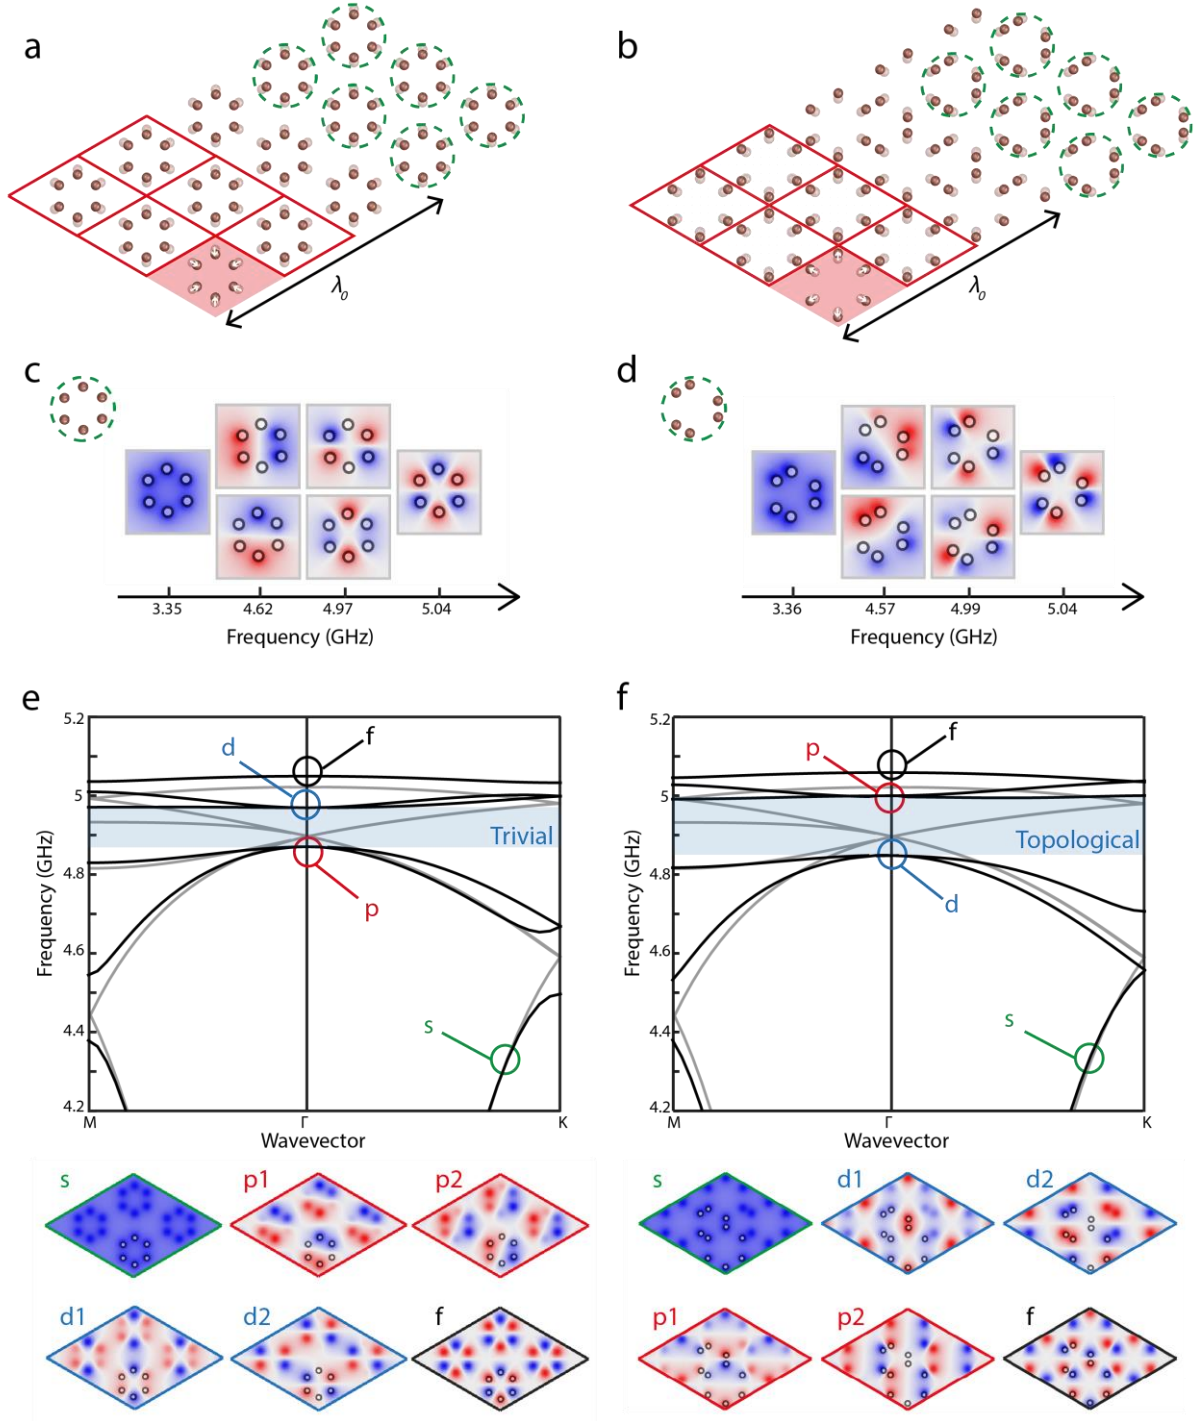 a
b
λ₀
λ₀
c
d
3.35
4.62
4.97
5.04
Frequency (GHz)
3.36
4.57
4.99
5.04
Frequency (GHz)
e
5.2
5
4.8
4.6
4.4
4.2
Frequency (GHz)
d
f
Trivial
p
s
M
Γ
K
Wavevector
f
5.2
5
4.8
4.6
4.4
4.2
Frequency (GHz)
p
f
Topological
d
s
M
Γ
K
Wavevector
s
p1
p2
d1
d2
f
s
d1
d2
p1
p2
f